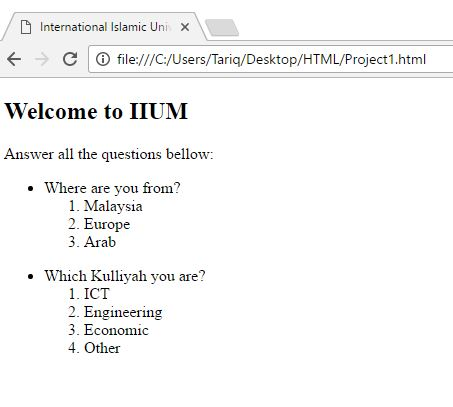 International Islamic Uni
file:///C:/Users/Tariq/Desktop/HTML/Project1.html
Welcome to IIUM
Answer all the questions bellow:
• Where are you from?
1. Malaysia
2. Europe
3. Arab
• Which Kulliyah you are?
1. ICT
2. Engineering
3. Economic
4. Other